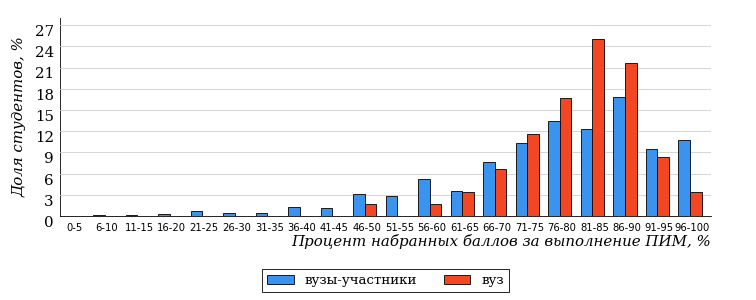 Доля студентов, %
27
24
21
18
15
12
9
6
3
0
0-5 6-10 11-15 16-20 21-25 26-30 31-35 36-40 41-45 46-50 51-55 56-60 61-65 66-70 71-75 76-80 81-85 86-90 91-95 96-100
Процент набранных баллов за выполнение ПИМ, %
вузы-участники вуз